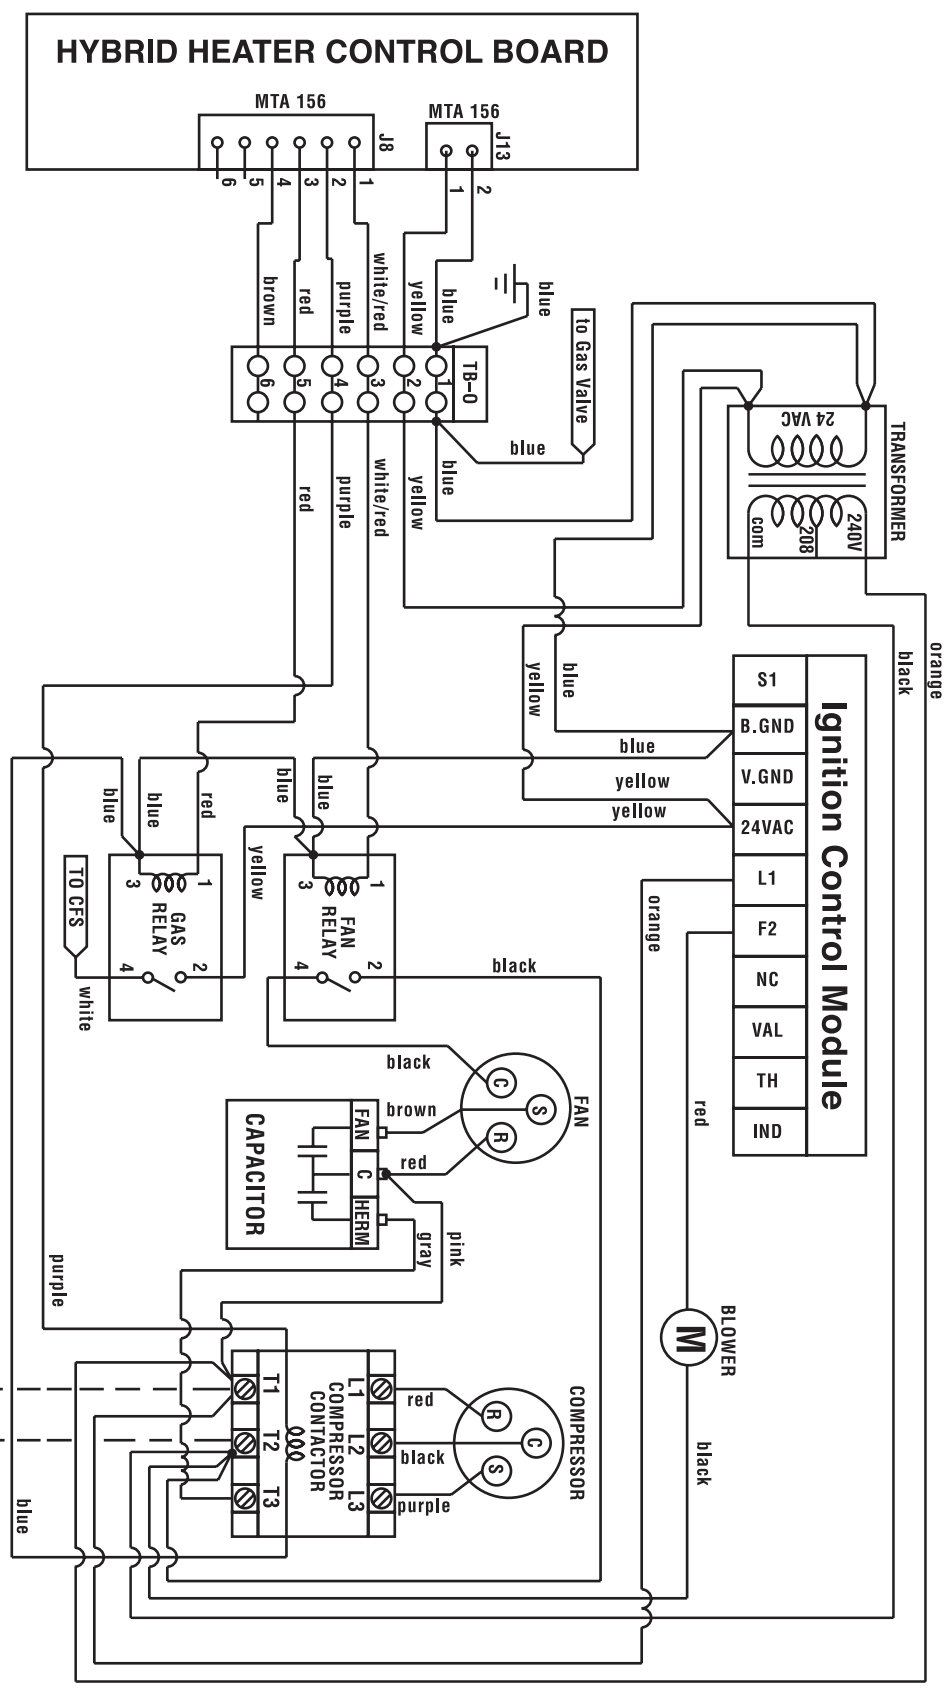 HYBRID HEATER CONTROL BOARD
MTA 156
MTA 156
J8
J13
6
5
4
3
2
1
1
2
brown
red
purple
white/red
yellow
blue
blue
to Gas Valve
6
5
4
3
2
1
TB-O
blue
red
purple
white/red
yellow
blue
24 VAC
TRANSFORMER
com
208
240V
black
orange
yellow
blue
S1
B.GND
V.GND
24VAC
L1
F2
NC
VAL
TH
IND
Ignition Control Module
blue
yellow
yellow
blue
blue
red
blue
blue
yellow
TO CFS
3
1
GAS
RELAY
4
2
white
3
1
FAN
RELAY
4
2
black
orange
black
C
S
R
FAN
brown
red
CAPACITOR
FAN
C
HERM
gray
pink
red
purple
BLOWER
M
black
T1
T2
T3
COMPRESSOR
CONTACTOR
L1
L2
L3
red
black
purple
R
C
S
COMPRESSOR
blue